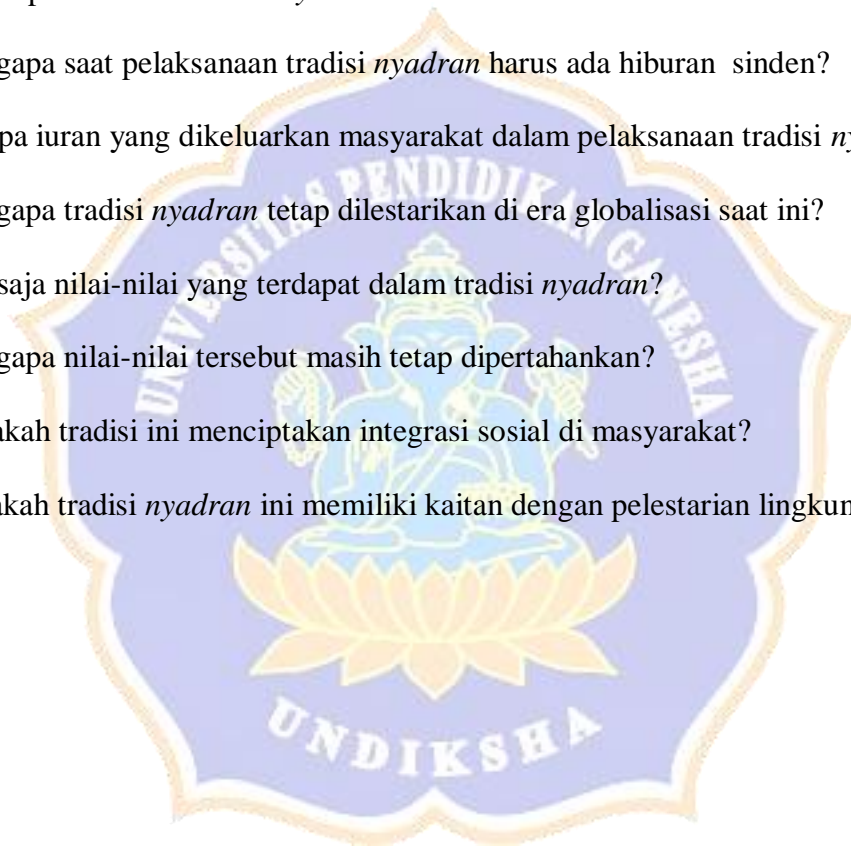 gapa saat pelaksanaan tradisi nyadran harus ada hiburan  sinden?
pa iuran yang dikeluarkan masyarakat dalam pelaksanaan tradisi ny
gapa tradisi nyadran tetap dilestarikan di era globalisasi saat ini?
saja nilai-nilai yang terdapat dalam tradisi nyadran?
gapa nilai-nilai tersebut masih tetap dipertahankan?
akah tradisi ini menciptakan integrasi sosial di masyarakat?
akah tradisi nyadran ini memiliki kaitan dengan pelestarian lingkun
UNIVERSITAS PENDIDIKAN GANESHA
UNDIKSHA